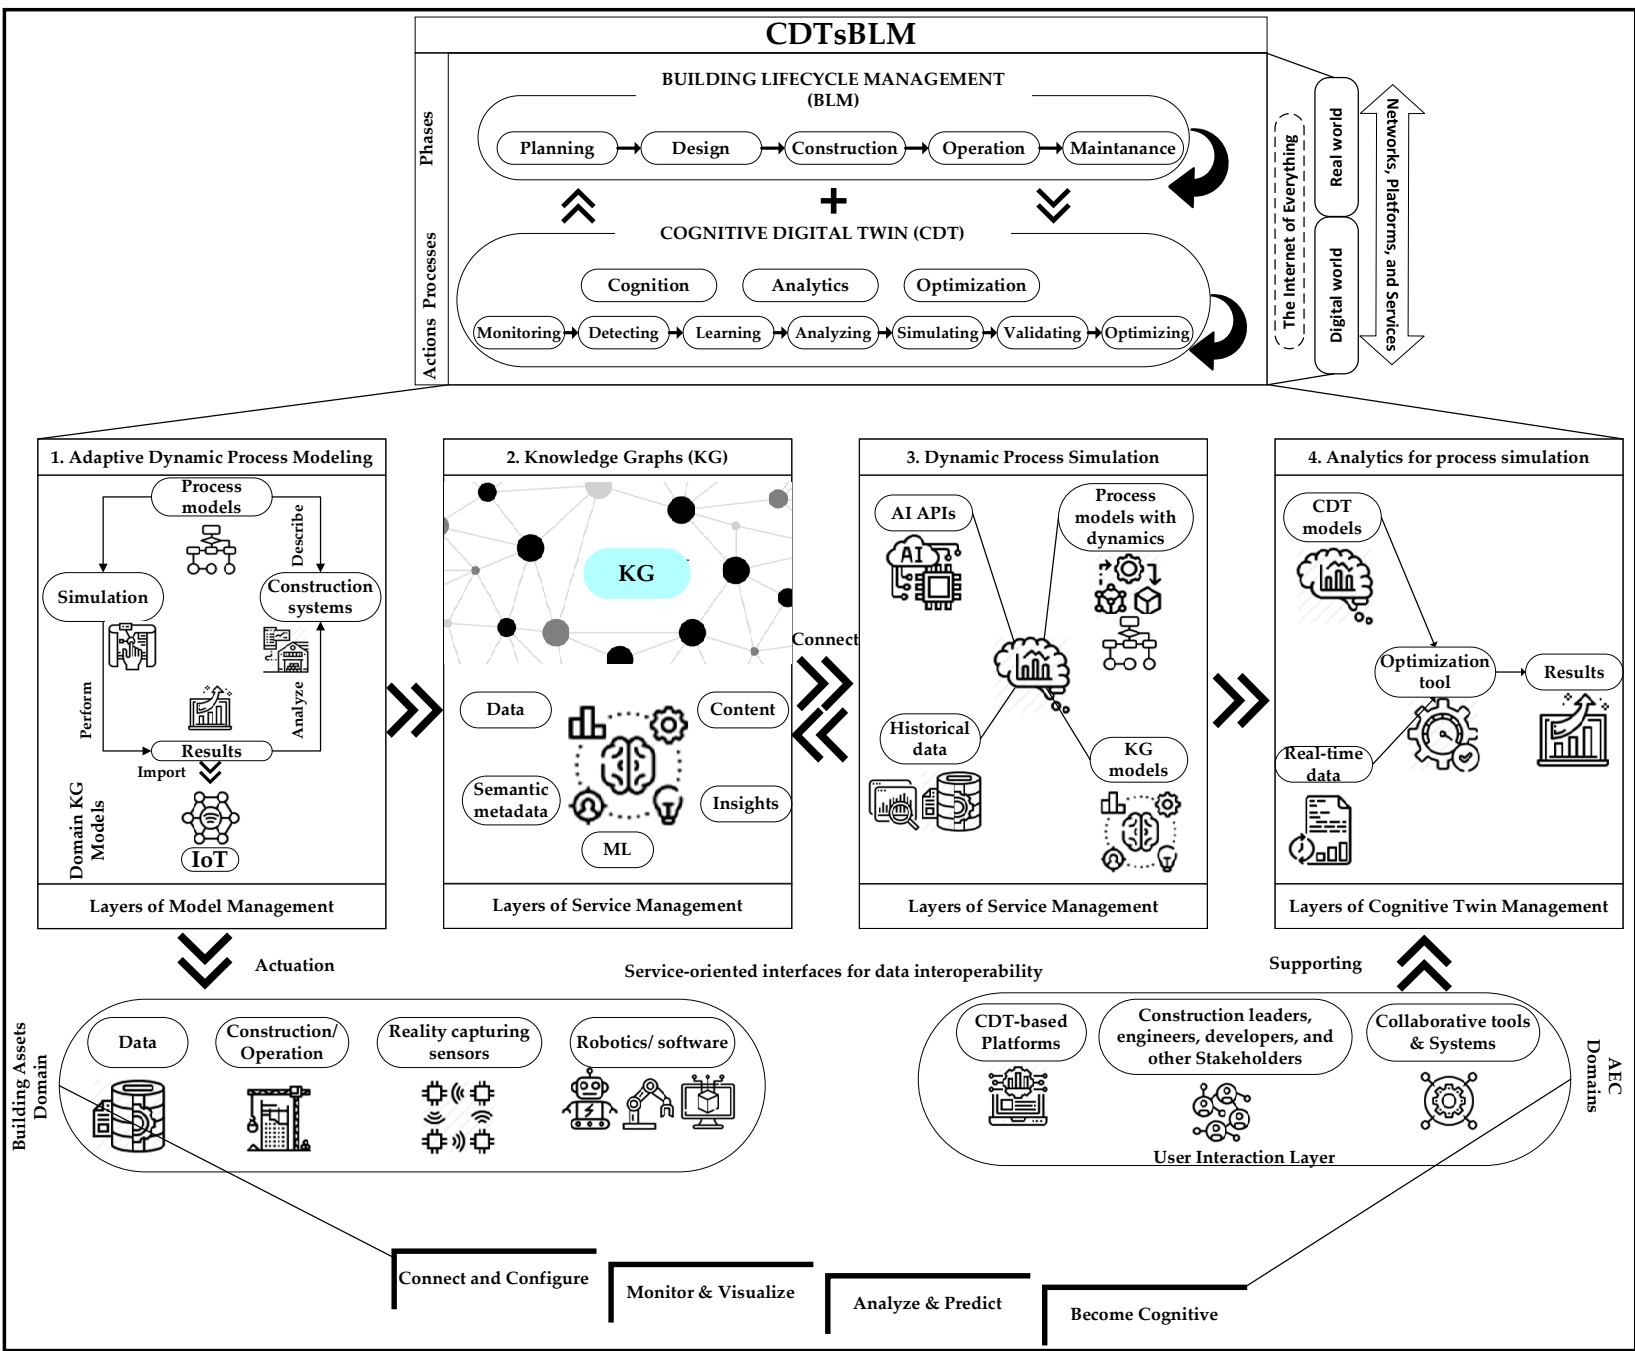 CDTsBLM
BUILDING LIFECYCLE MANAGEMENT
(BLM)
Phases
Planning
Design
Construction
Operation
Maintanance
COGNITIVE DIGITAL TWIN (CDT)
Actions Processes
Cognition
Analytics
Optimization
Monitoring
Detecting
Learning
Analyzing
Simulating
Validating
Optimizing
The Internet of Everything
Real world
Digital world
Networks, Platforms, and Services
1. Adaptive Dynamic Process Modeling
Process
models
Describe
Simulation
Construction
systems
Perform
Analyze
Results
Import
Domain KG
Models
IoT
Layers of Model Management
2. Knowledge Graphs (KG)
KG
Data
Content
Semantic
metadata
Insights
ML
Layers of Service Management
Connect
3. Dynamic Process Simulation
AI APIs
AI
Process
models with
dynamics
Historical
data
KG
models
Layers of Service Management
4. Analytics for process simulation
CDT
models
Optimization
tool
Results
Real-time
data
Layers of Cognitive Twin Management
Actuation
Service-oriented interfaces for data interoperability
Supporting
Building Assets
Domain
Data
Construction/
Operation
Reality capturing
sensors
Robotics/ software
CDT-based
Platforms
Construction leaders,
engineers, developers, and
other Stakeholders
Collaborative tools
& Systems
User Interaction Layer
AEC
Domains
Connect and Configure
Monitor & Visualize
Analyze & Predict
Become Cognitive